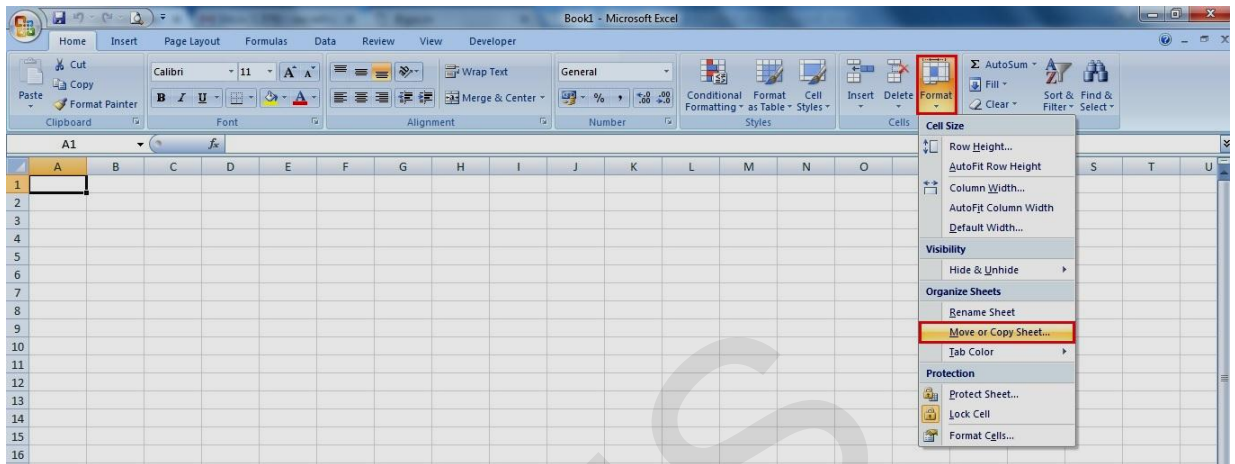 Book1 - Microsoft Excel
Home Insert Page Layout Formulas Data Review View Developer
Paste
Cut
Copy
Format Painter
Clipboard
Calibri 11
B I U
Font
Wrap Text
Merge & Center
Alignment
General
% ,
Number
Conditional Formatting
Format as Table
Cell Styles
Styles
Insert Delete Format
Cells
Σ AutoSum
Fill
Clear
Sort & Filter
Find & Select
A1 fx
A B C D E F G H I J K L M N O S T U
1
2
3
4
5
6
7
8
9
10
11
12
13
14
15
16
Cell Size
Row Height...
AutoFit Row Height
Column Width...
AutoFit Column Width
Default Width...
Visibility
Hide & Unhide
Organize Sheets
Rename Sheet
Move or Copy Sheet...
Tab Color
Protection
Protect Sheet...
Lock Cell
Format Cells...